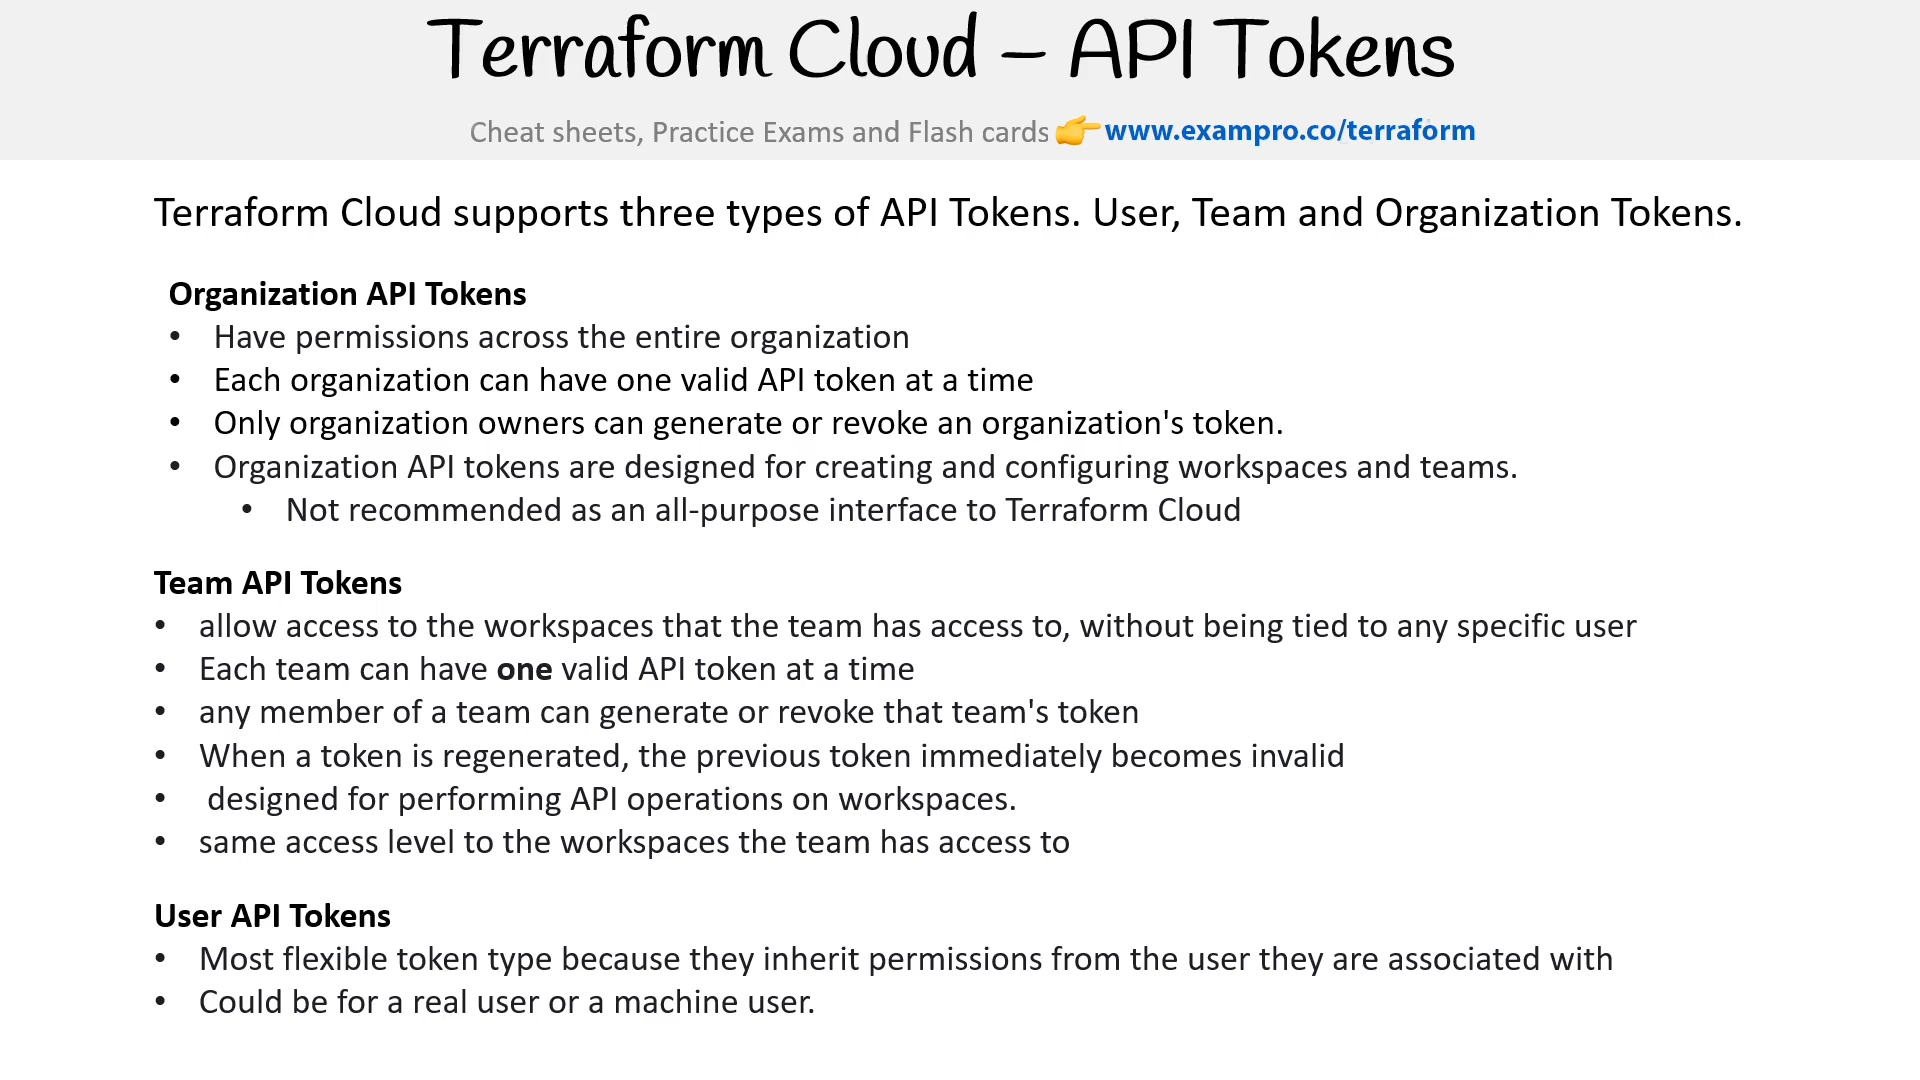 Terraform Cloud – API Tokens
Cheat sheets, Practice Exams and Flash cards 👉www.exampro.co/terraform
Terraform Cloud supports three types of API Tokens. User, Team and Organization Tokens.
Organization API Tokens
• Have permissions across the entire organization
• Each organization can have one valid API token at a time
• Only organization owners can generate or revoke an organization's token.
• Organization API tokens are designed for creating and configuring workspaces and teams.
• Not recommended as an all-purpose interface to Terraform Cloud
Team API Tokens
• allow access to the workspaces that the team has access to, without being tied to any specific user
• Each team can have one valid API token at a time
• any member of a team can generate or revoke that team's token
• When a token is regenerated, the previous token immediately becomes invalid
• designed for performing API operations on workspaces.
• same access level to the workspaces the team has access to
User API Tokens
• Most flexible token type because they inherit permissions from the user they are associated with
• Could be for a real user or a machine user.